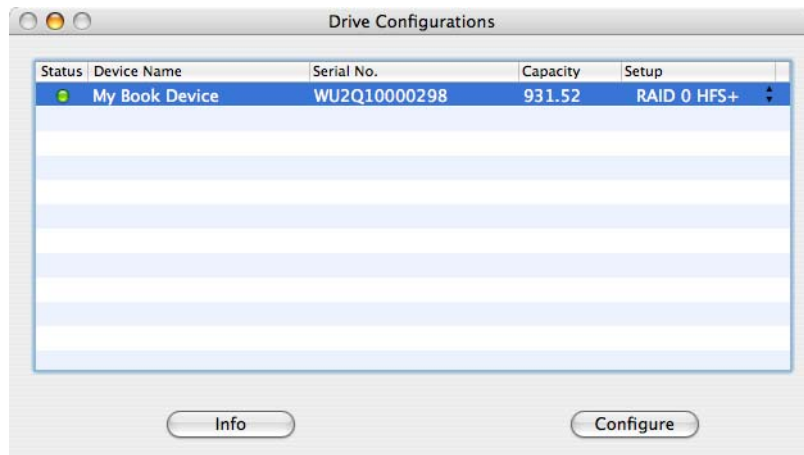 Drive Configurations
Status Device Name Serial No. Capacity Setup
My Book Device WU2Q10000298 931.52 RAID 0 HFS+
Info Configure